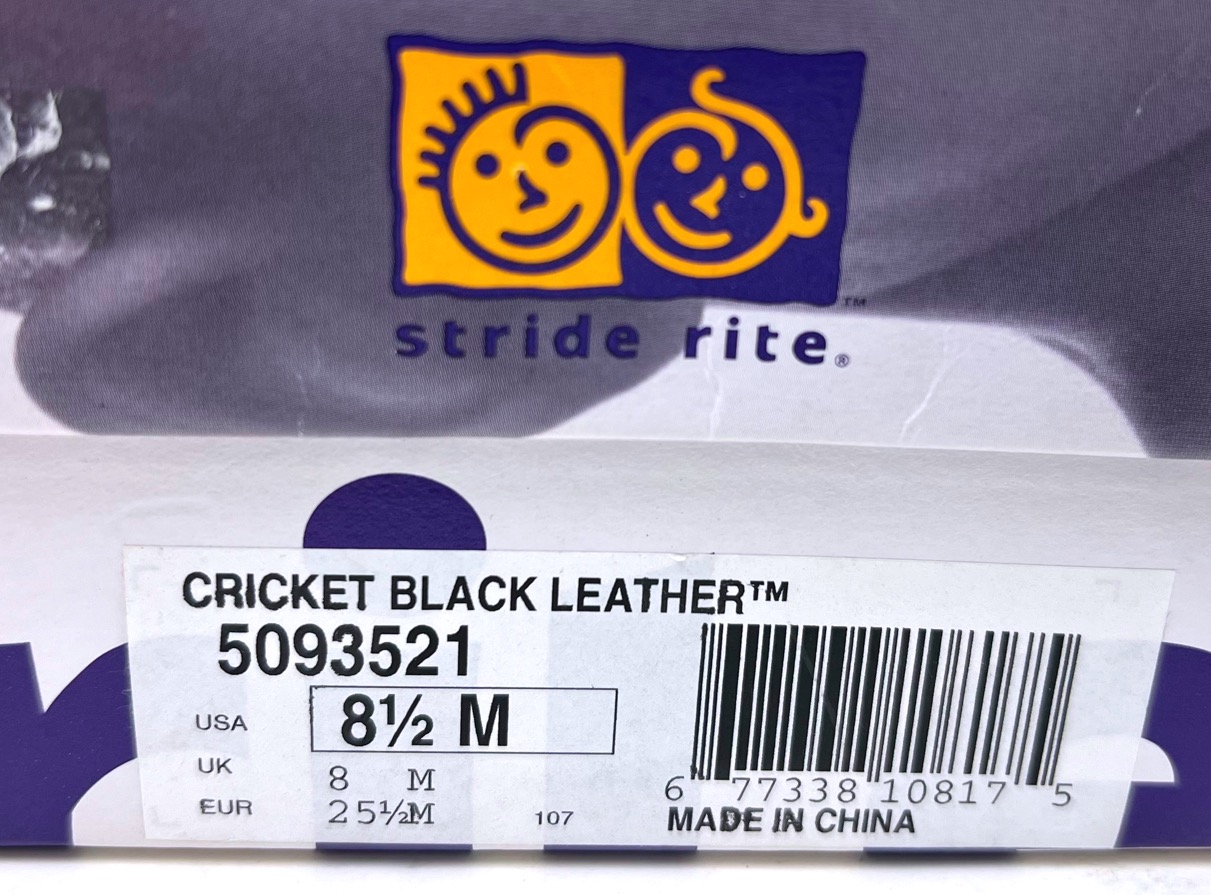 TM
stride rite®
CRICKET BLACK LEATHER™
5093521
USA 8½ M
UK 8 M
EUR 25½M 107
6 77338 10817 5
MADE IN CHINA